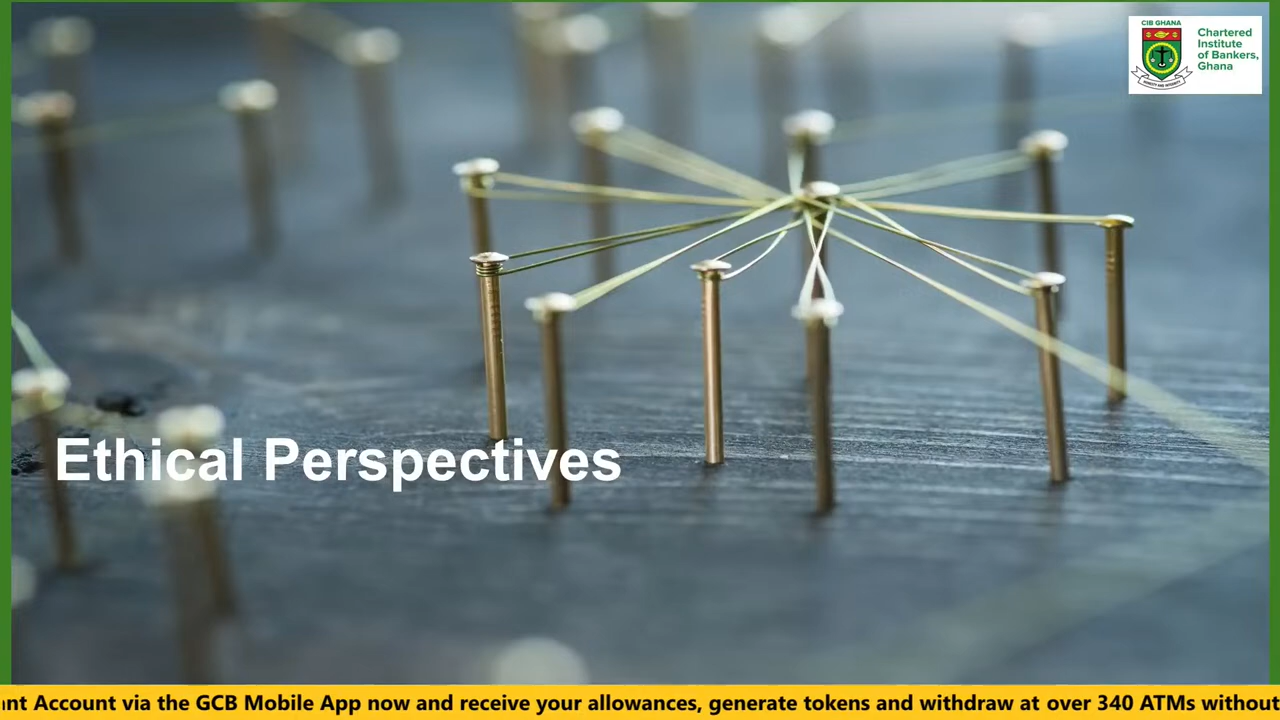 CIB GHANA
Chartered
Institute
of Bankers,
Ghana
Ethical Perspectives
Account via the GCB Mobile App now and receive your allowances, generate tokens and withdraw at over 340 ATMs without